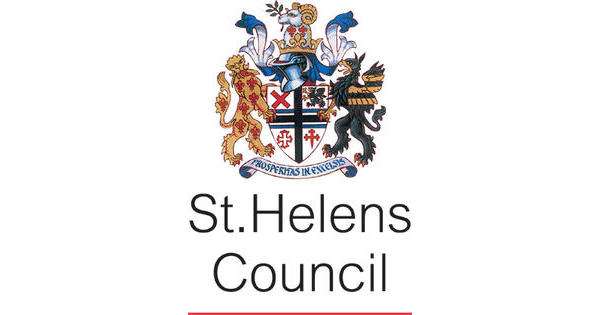 PROSPERITAS IN EXCELSIS
St.Helens
Council